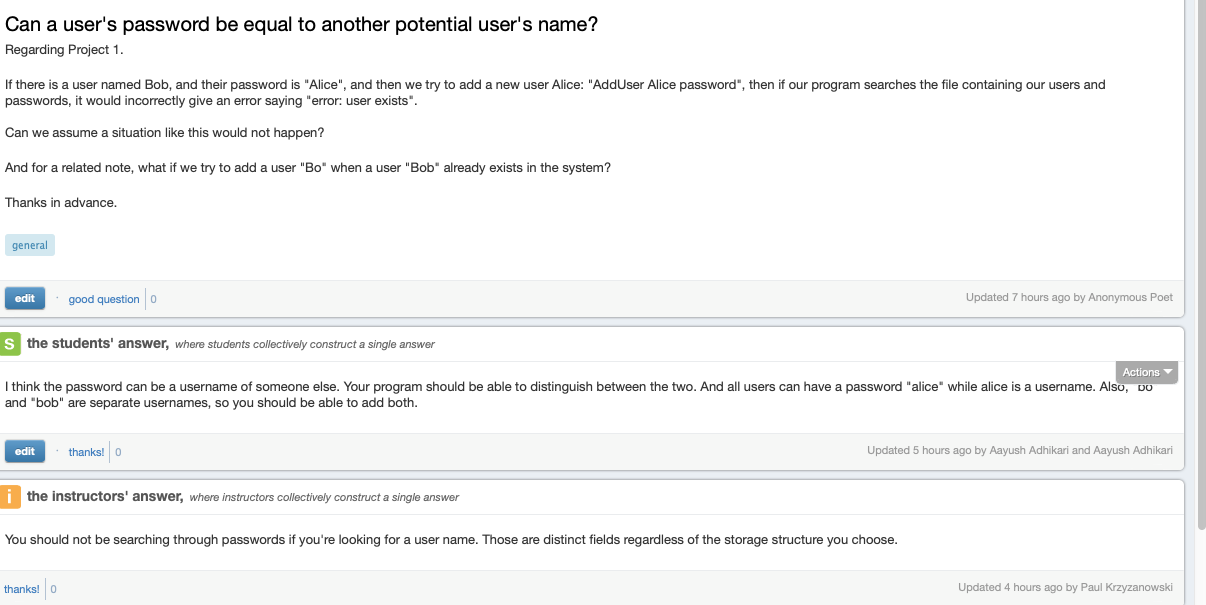 Can a user's password be equal to another potential user's name?
Regarding Project 1.
If there is a user named Bob, and their password is "Alice", and then we try to add a new user Alice: "AddUser Alice password", then if our program searches the file containing our users and
passwords, it would incorrectly give an error saying "error: user exists".
Can we assume a situation like this would not happen?
And for a related note, what if we try to add a user "Bo" when a user "Bob" already exists in the system?
Thanks in advance.
general
edit · good question 0 Updated 7 hours ago by Anonymous Poet
S the students' answer, where students collectively construct a single answer
Actions
I think the password can be a username of someone else. Your program should be able to distinguish between the two. And all users can have a password "alice" while alice is a username. Also, "bo"
and "bob" are separate usernames, so you should be able to add both.
edit · thanks! 0 Updated 5 hours ago by Aayush Adhikari and Aayush Adhikari
i the instructors' answer, where instructors collectively construct a single answer
You should not be searching through passwords if you're looking for a user name. Those are distinct fields regardless of the storage structure you choose.
thanks! 0 Updated 4 hours ago by Paul Krzyzanowski